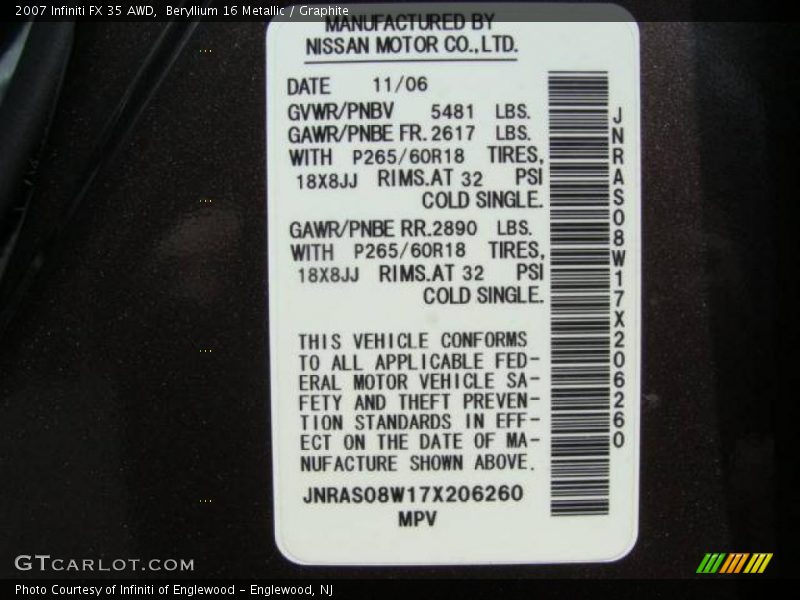 2007 Infiniti FX 35 AWD, Beryllium 16 Metallic / Graphite
MANUFACTURED BY
NISSAN MOTOR CO.,LTD.
DATE 11/06
GVWR/PNBV 5481 LBS.
GAWR/PNBE FR. 2617 LBS.
WITH P265/60R18 TIRES,
18X8JJ RIMS.AT 32 PSI
COLD SINGLE.
GAWR/PNBE RR. 2890 LBS.
WITH P265/60R18 TIRES,
18X8JJ RIMS.AT 32 PSI
COLD SINGLE.
THIS VEHICLE CONFORMS
TO ALL APPLICABLE FED-
ERAL MOTOR VEHICLE SA-
FETY AND THEFT PREVEN-
TION STANDARDS IN EFF-
ECT ON THE DATE OF MA-
NUFACTURE SHOWN ABOVE.
JNRAS08W17X206260
MPV
JNRAS08W17X206260
GTCARLOT.COM
Photo Courtesy of Infiniti of Englewood - Englewood, NJ